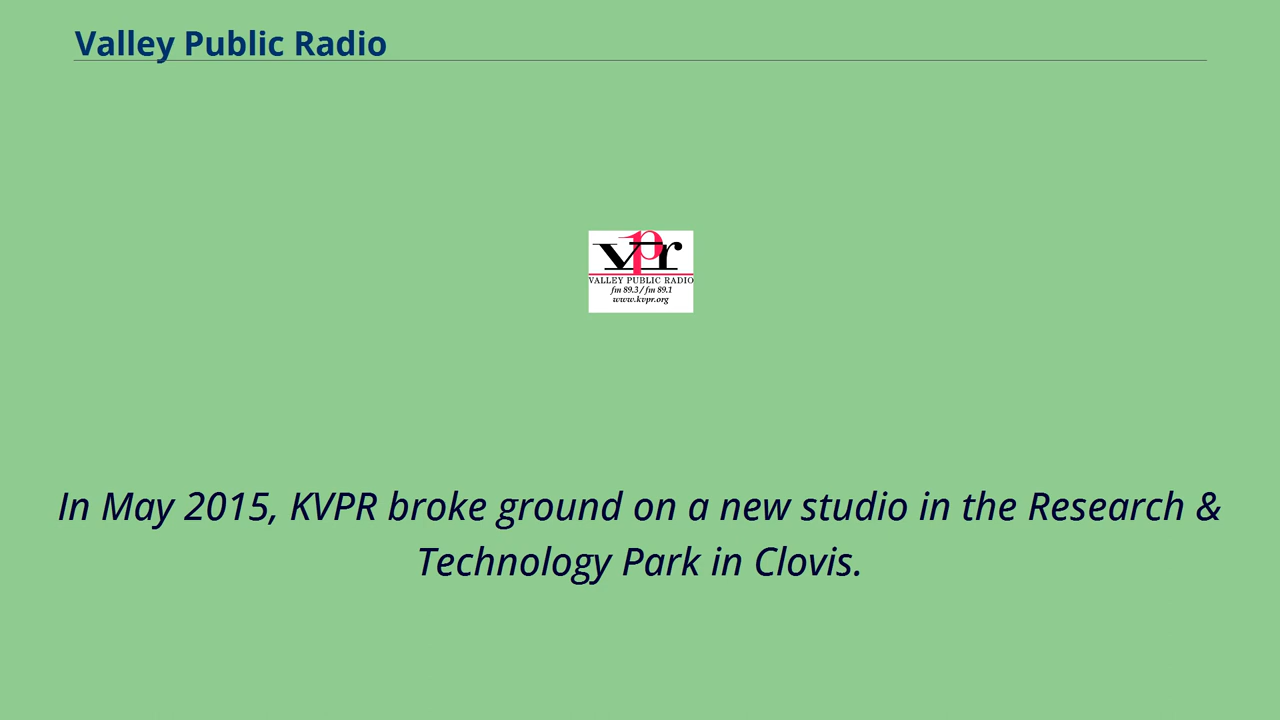 Valley Public Radio
vpr
VALLEY PUBLIC RADIO
fm 89.3 / fm 89.1
www.kvpr.org
In May 2015, KVPR broke ground on a new studio in the Research &
Technology Park in Clovis.